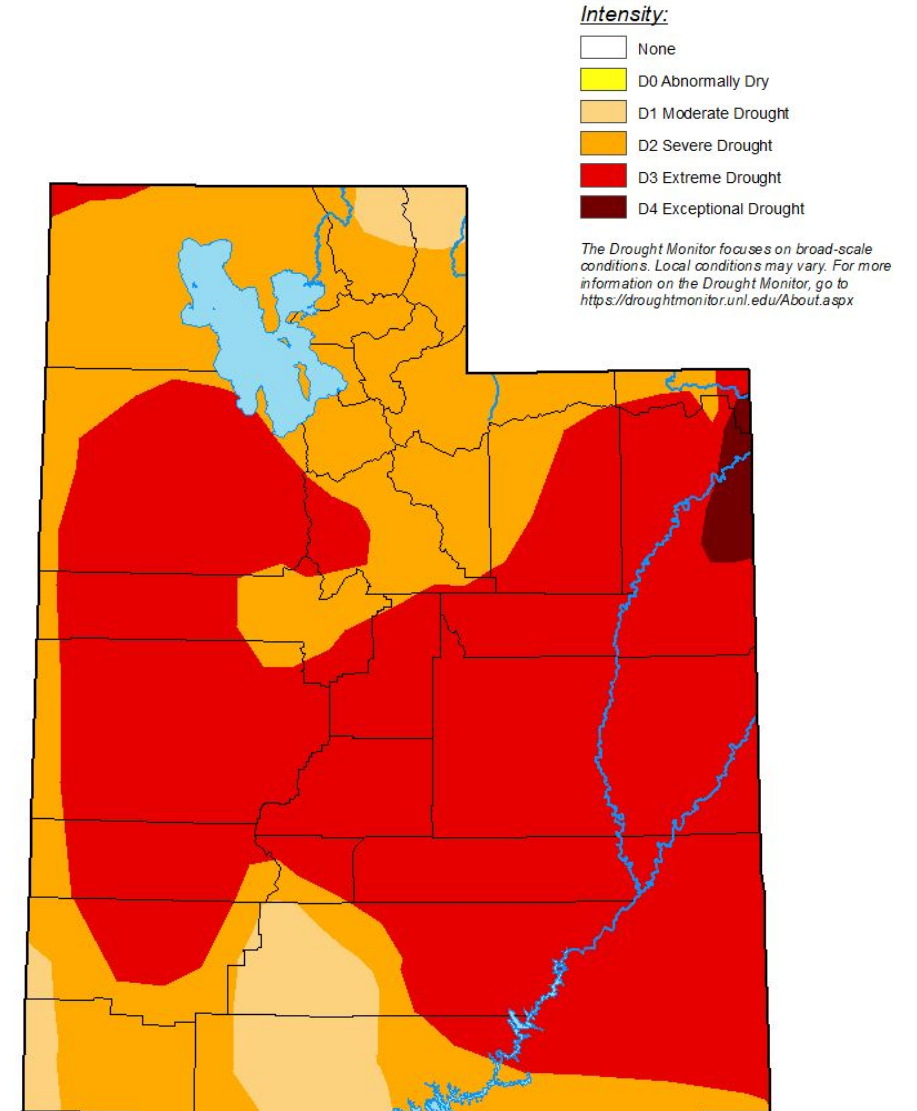 Intensity:
None
D0 Abnormally Dry
D1 Moderate Drought
D2 Severe Drought
D3 Extreme Drought
D4 Exceptional Drought
The Drought Monitor focuses on broad-scale
conditions. Local conditions may vary. For more
information on the Drought Monitor, go to
https://droughtmonitor.unl.edu/About.aspx